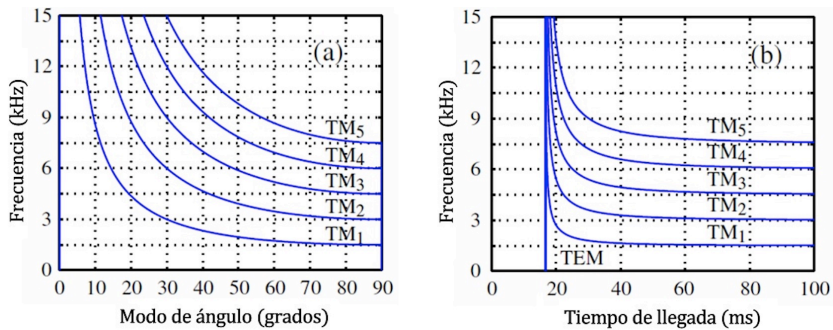 (a)
Frecuencia (kHz)
15
12
9
6
3
0
TM5
TM4
TM3
TM2
TM1
0 10 20 30 40 50 60 70 80 90
Modo de ángulo (grados)
(b)
Frecuencia (kHz)
15
12
9
6
3
0
TM5
TM4
TM3
TM2
TM1
TEM
0 20 40 60 80 100
Tiempo de llegada (ms)